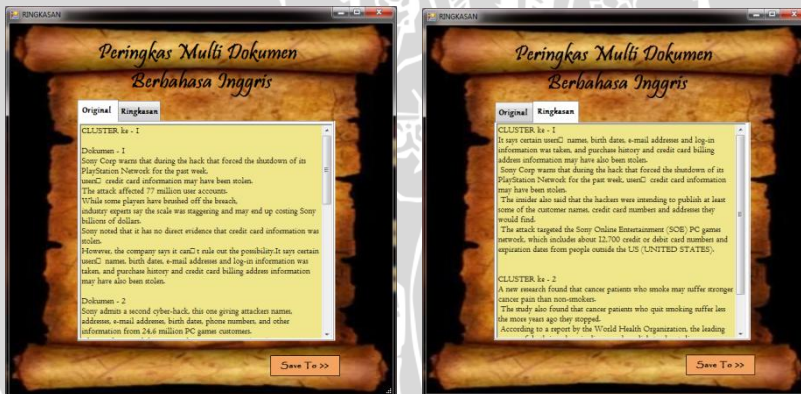 RINGKASAN
Peringkas Multi Dokumen
Berbahasa Inggris
Original Ringkasan
CLUSTER ke - I
Dokumen - I
Sony Corp warns that during the hack that forced the shutdown of its
PlayStation Network for the past week,
user□ credit card information may have been stolen.
The attack affected 77 million user accounts.
While some players have brushed off the breach,
industry experts say the scale was staggering and may end up costing Sony
billions of dollars.
Sony noted that it has no direct evidence that credit card information was
stolen.
However, the company says it can□t rule out the possibility.It says certain
user□ names, birth dates, e-mail addresses and log-in information was
taken, and purchase history and credit card billing address information
may have also been stolen.
Dokumen - 2
Sony admits a second cyber-hack, this one giving attackers names,
addresses, e-mail addresses, birth dates, phone numbers, and other
information from 24,6 million PC games customers.
Save To >>
RINGKASAN
Peringkas Multi Dokumen
Berbahasa Inggris
Original Ringkasan
CLUSTER ke - I
It says certain user□ names, birth dates, e-mail addresses and log-in
information was taken, and purchase history and credit card billing
address information may have also been stolen.
Sony Corp warns that during the hack that forced the shutdown of its
PlayStation Network for the past week, user□ credit card information
may have been stolen.
The insider also said that the hackers were intending to publish at least
some of the customer names, credit card numbers and addresses they
would find.
The attack targeted the Sony Online Entertainment (SOE) PC games
network, which includes about 12,700 credit or debit card numbers and
expiration dates from people outside the US (UNITED STATES).
CLUSTER ke - 2
A new research found that cancer patients who smoke may suffer stronger
cancer pain than non-smokers.
The study also found that cancer patients who quit smoking suffer less
the more years ago they stopped.
According to a report by the World Health Organization, the leading
Save To >>